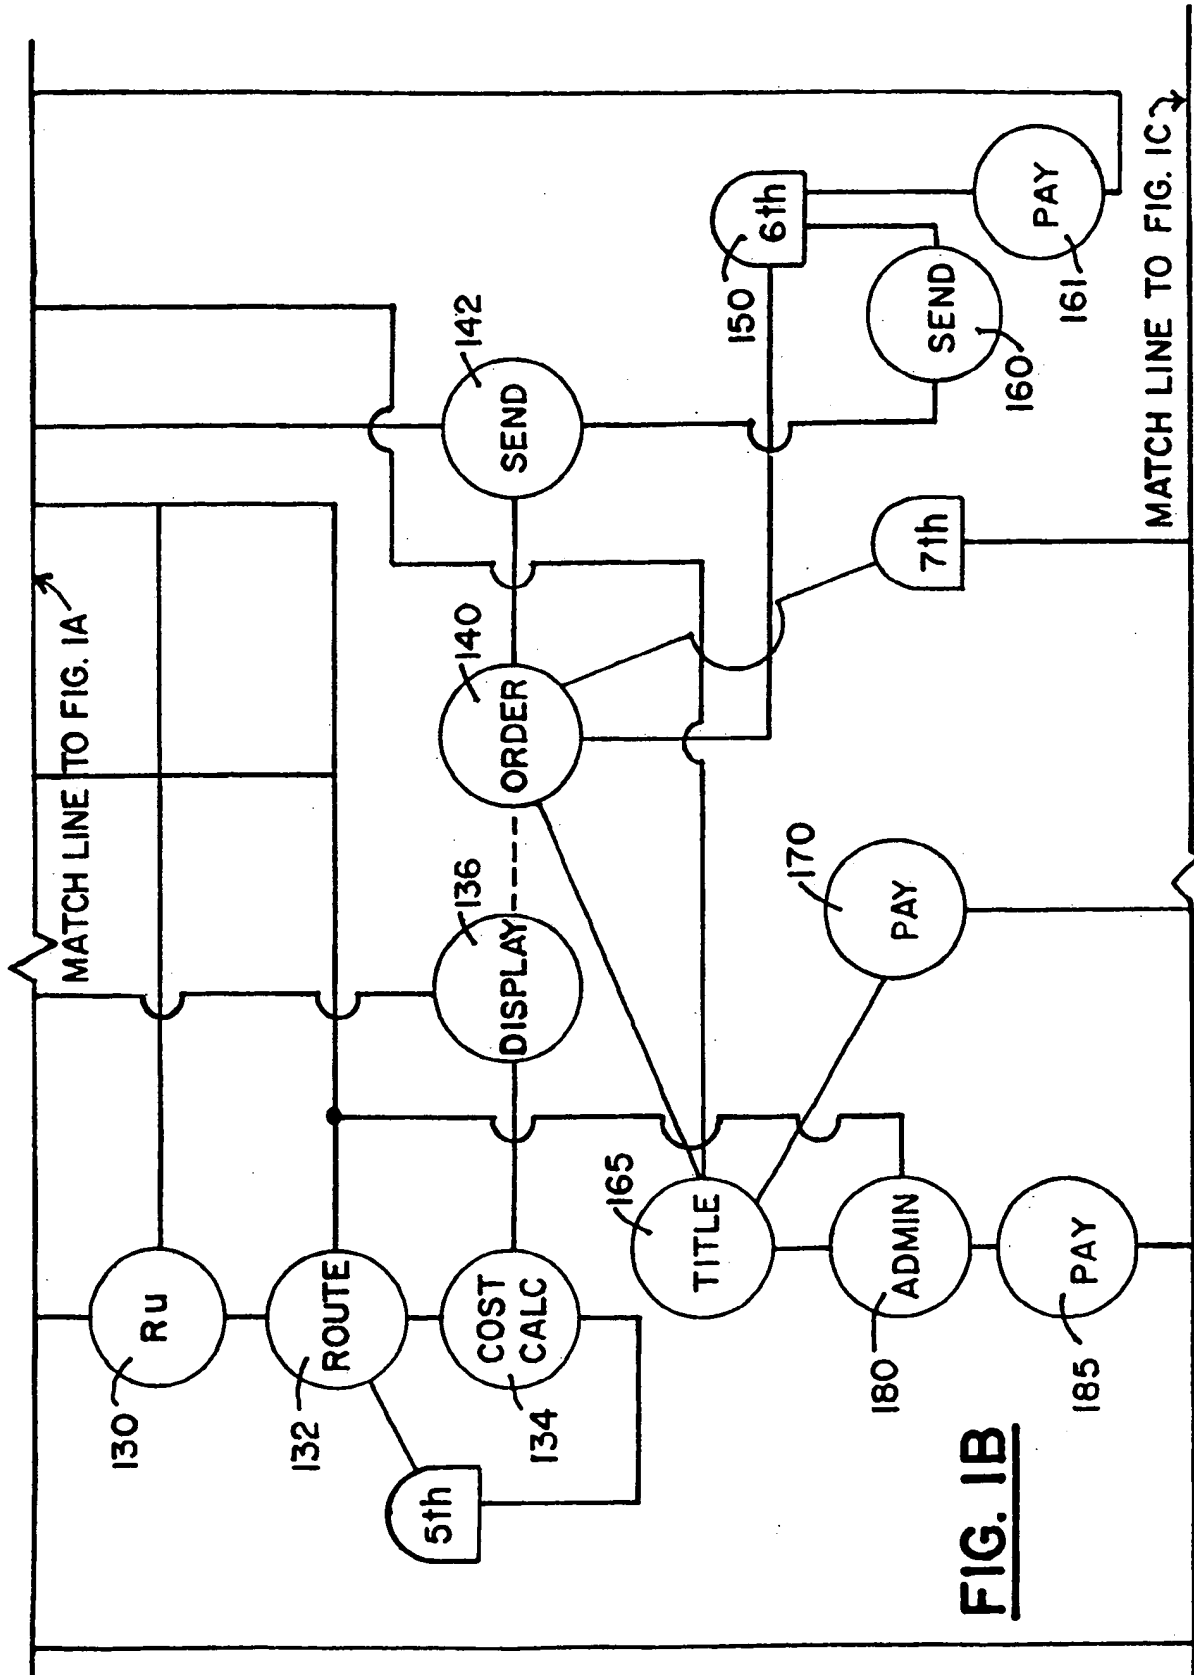 MATCH LINE TO FIG. 1A
130
Ru
132
ROUTE
5th
134
COST
CALC
136
DISPLAY
140
ORDER
142
SEND
165
TITLE
150
6th
180
ADMIN
170
PAY
7th
160
SEND
185
PAY
161
PAY
MATCH LINE TO FIG. 1C
FIG. 1B